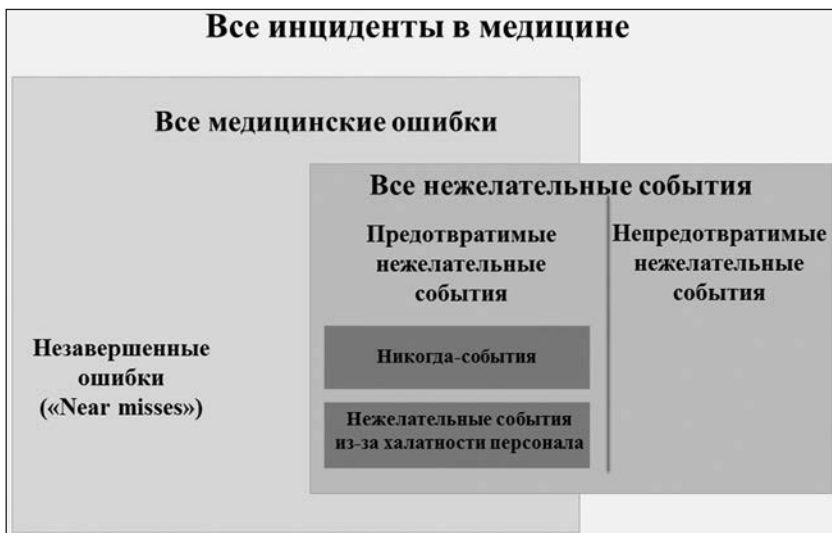 Все инциденты в медицине
Все медицинские ошибки
Все нежелательные события
Предотвратимые
нежелательные
события
Непредотвратимые
нежелательные
события
Никогда-события
Нежелательные события
из-за халатности персонала
Незавершенные
ошибки
(«Near misses»)